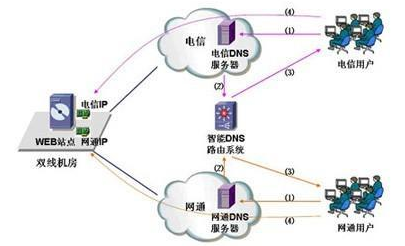 (4)
电信
(1)
电信DNS
服务器
电信用户
(2)
(3)
电信IP
WEB站点
网通IP
双线机房
智能DNS
路由系统
(2)
(3)
网通
(1)
网通DNS
服务器
(4)
网通用户